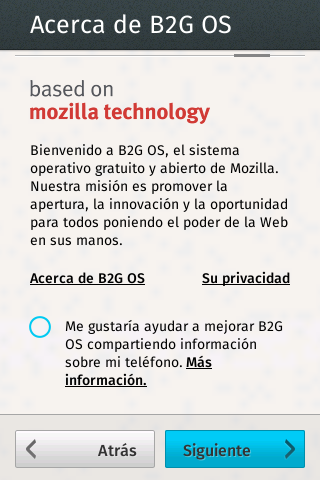 Acerca de B2G OS
based on
mozilla technology
Bienvenido a B2G OS, el sistema
operativo gratuito y abierto de Mozilla.
Nuestra misión es promover la
apertura, la innovación y la oportunidad
para todos poniendo el poder de la Web
en sus manos.
Acerca de B2G OS Su privacidad
Me gustaría ayudar a mejorar B2G
OS compartiendo información
sobre mi teléfono. Más
información.
Atrás Siguiente